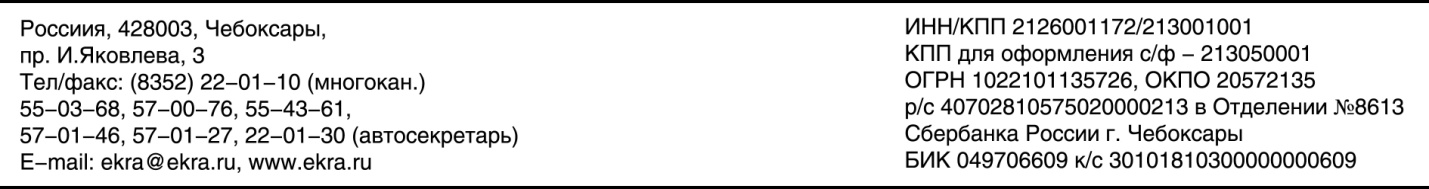 Россиия, 428003, Чебоксары,
пр. И.Яковлева, 3
Тел/факс: (8352) 22–01–10 (многокан.)
55–03–68, 57–00–76, 55–43–61,
57–01–46, 57–01–27, 22–01–30 (автосекретарь)
E–mail: ekra@ekra.ru, www.ekra.ru
ИНН/КПП 2126001172/213001001
КПП для оформления с/ф – 213050001
ОГРН 1022101135726, ОКПО 20572135
р/с 40702810575020000213 в Отделении №8613
Сбербанка России г. Чебоксары
БИК 049706609 к/с 30101810300000000609